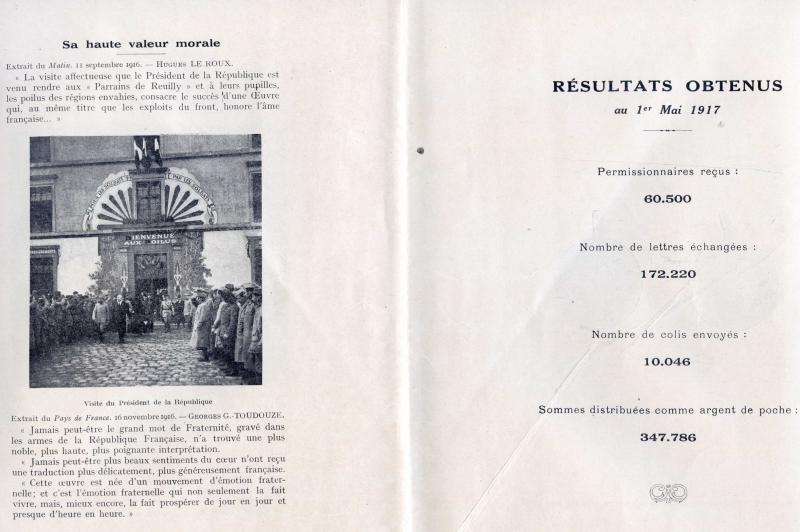 Sa haute valeur morale
Extrait du Matin. 11 septembre 1916. — HUGUES LE ROUX.
« La visite affectueuse que le Président de la République est
venu rendre aux « Parrains de Reuilly » et à leurs pupilles,
les poilus des régions envahies, consacre le succès d'une Œuvre
qui, au même titre que les exploits du front, honore l'âme
française... »
POUR LES SOLDATS PAR LES SOLDATS
BIENVENUE
AUX POILUS
Visite du Président de la République
Extrait du Pays de France. 16 novembre 1916. — GEORGES G.-TOUDOUZE.
« Jamais peut-être le grand mot de Fraternité, gravé dans
les armes de la République Française, n'a trouvé une plus
noble, plus haute, plus poignante interprétation.
« Jamais peut-être plus beaux sentiments du cœur n'ont reçu
une traduction plus délicatement, plus généreusement française.
« Cette œuvre est née d'un mouvement d'émotion frater-
nelle; et c'est l'émotion fraternelle qui non seulement la fait
vivre, mais, mieux encore, la fait prospérer de jour en jour et
presque d'heure en heure. »
RÉSULTATS OBTENUS
au 1er Mai 1917
Permissionnaires reçus :
60.500
Nombre de lettres échangées :
172.220
Nombre de colis envoyés :
10.046
Sommes distribuées comme argent de poche :
347.786